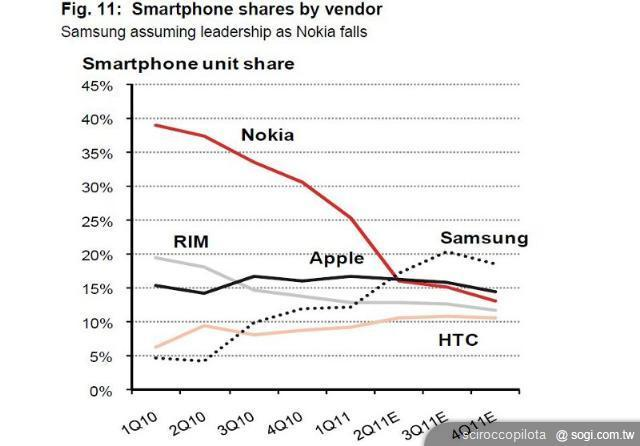 Fig. 11: Smartphone shares by vendor
Samsung assuming leadership as Nokia falls
Smartphone unit share
45%
40%
35%
30%
25%
20%
15%
10%
5%
0%
Nokia
RIM
Apple
Samsung
HTC
1Q10
2Q10
3Q10
4Q10
1Q11
2Q11E
3Q11E
4Q11E
sciroccopilota @ sogi.com.tw